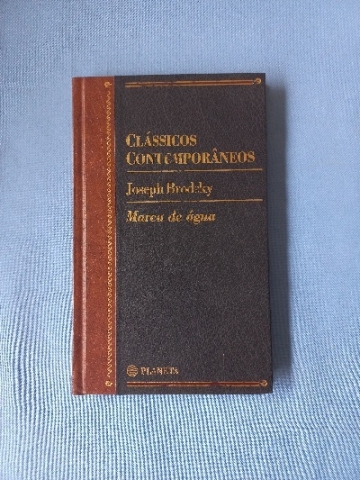 CLÁSSICOS
CONTEMPORÂNEOS
Joseph Brodsky
Marca de água
PLANETA